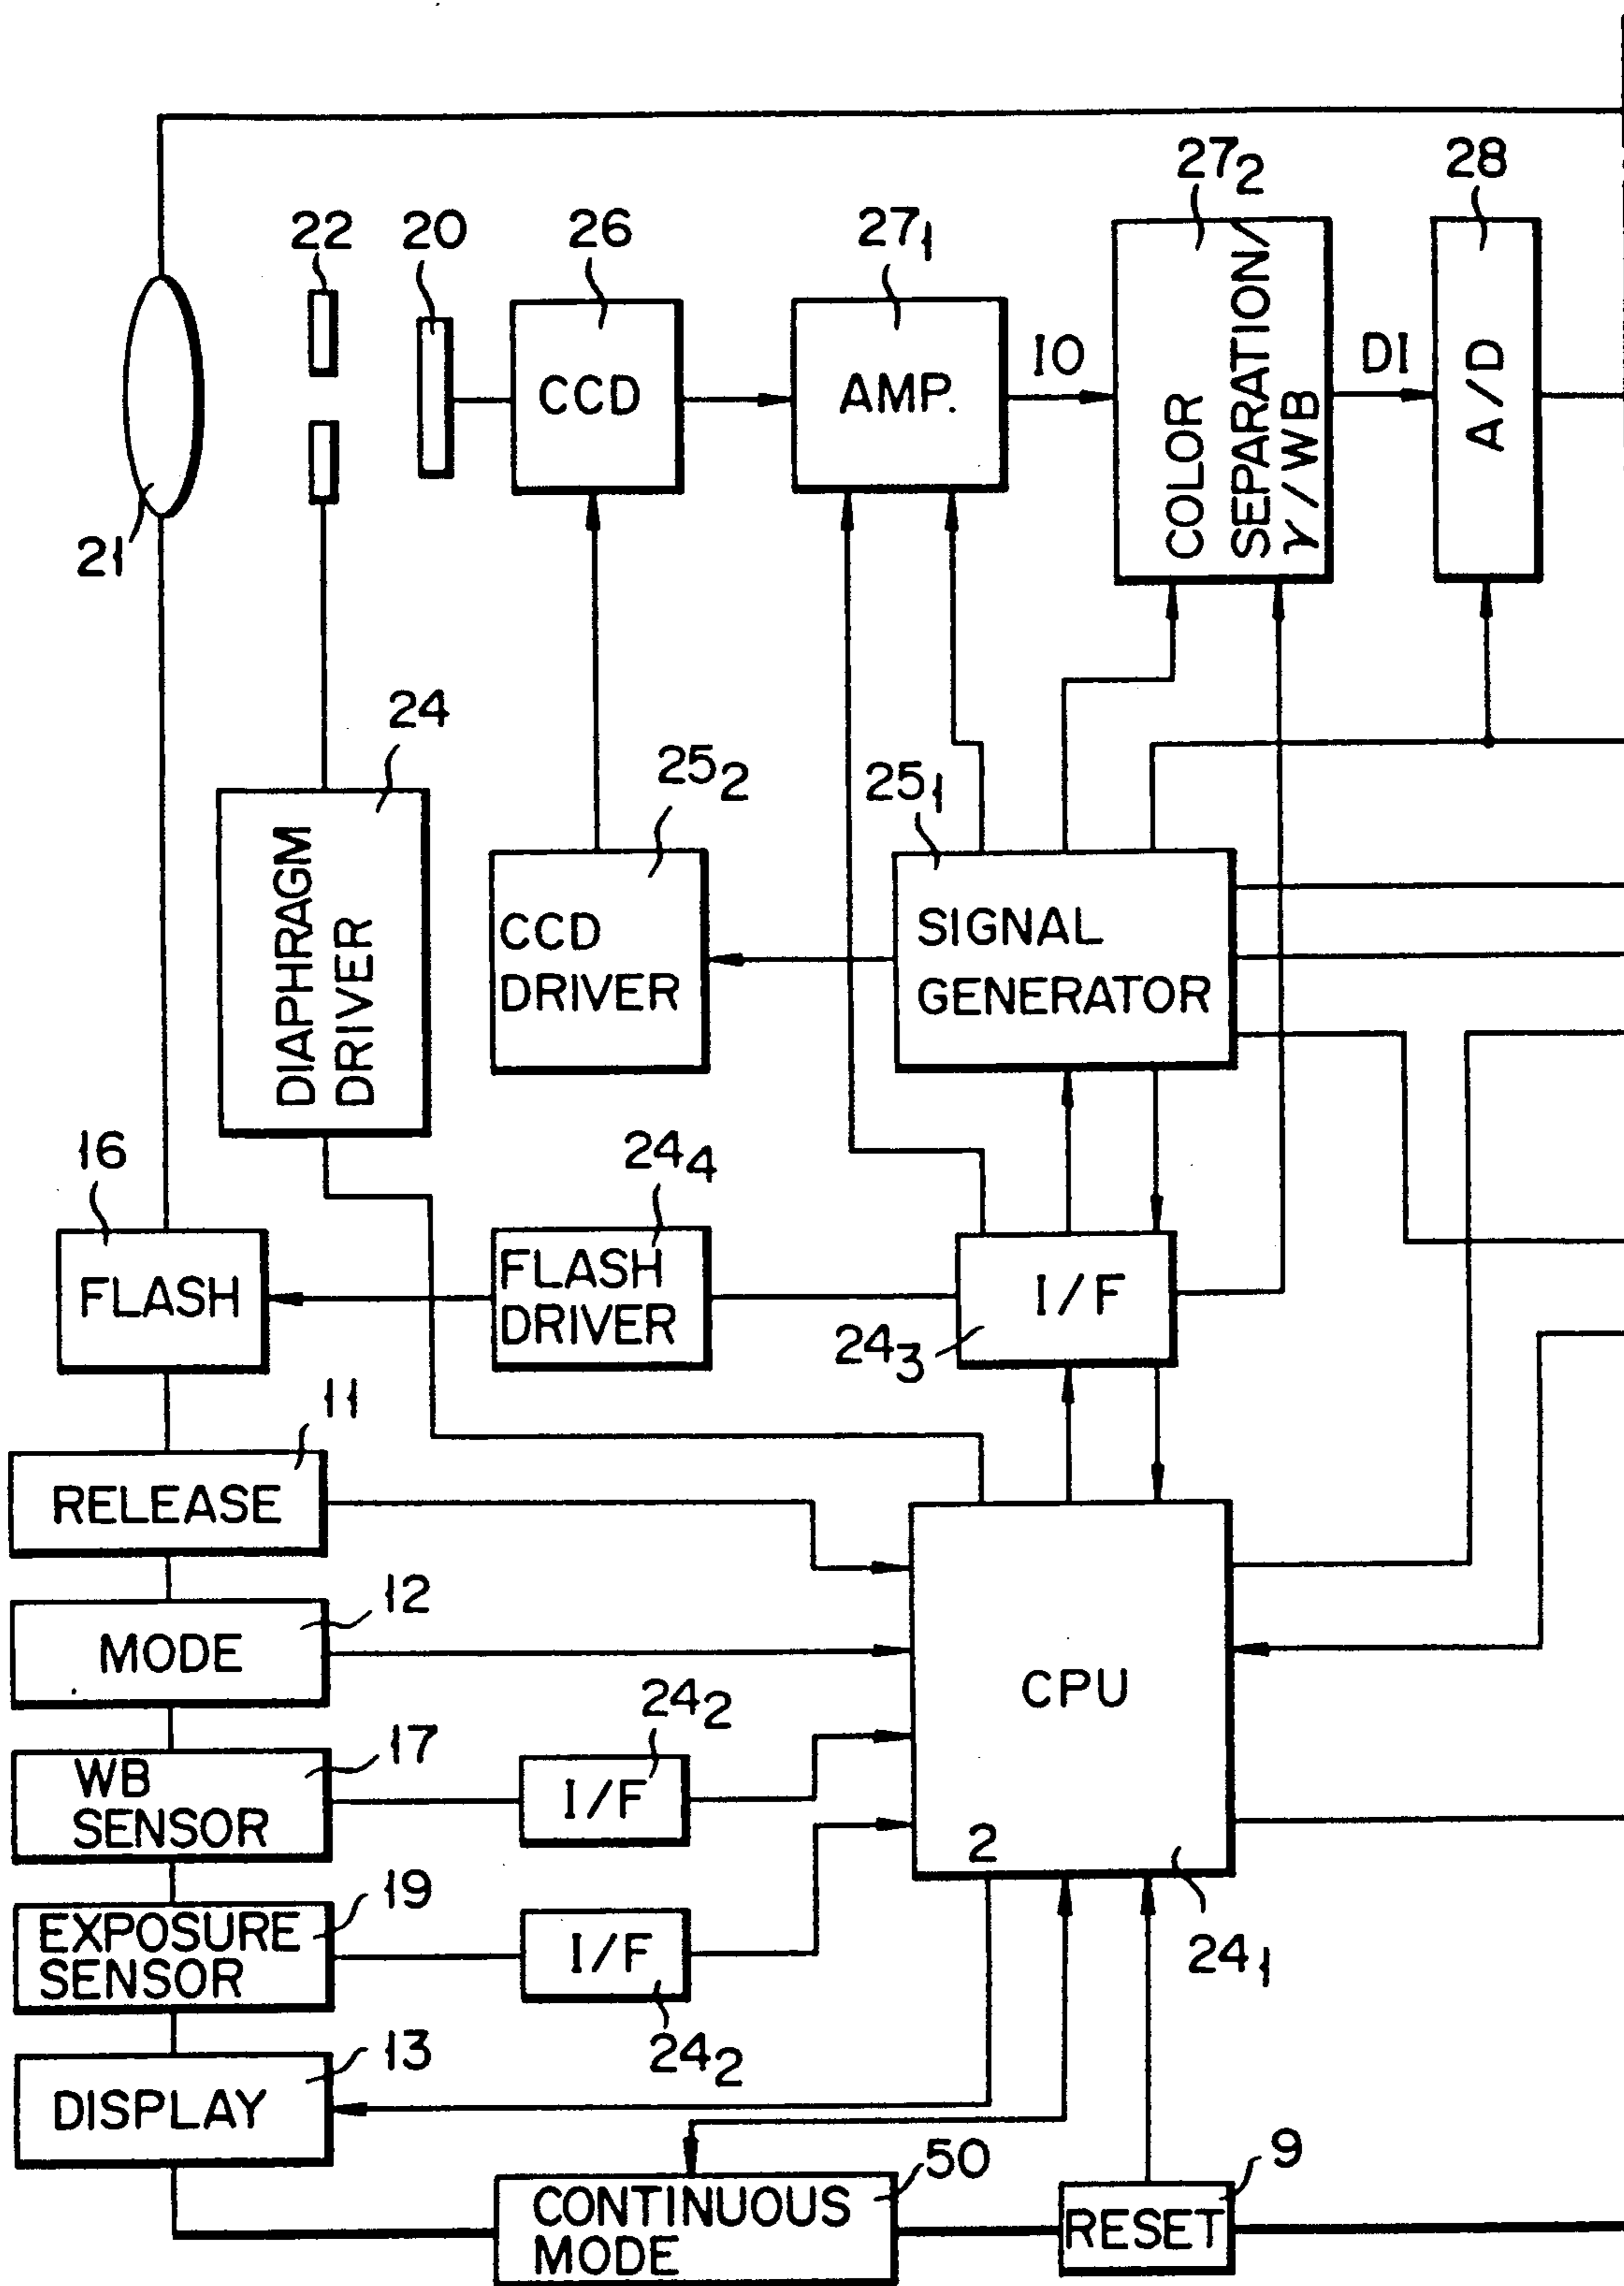 27₂
28
22
20
26
27₁
CCD
AMP.
IO
COLOR
SEPARATION/
γ/WB
DI
A/D
21
24
DIAPHRAGM
DRIVER
25₂
CCD
DRIVER
25₁
SIGNAL
GENERATOR
16
FLASH
24₄
FLASH
DRIVER
I/F
24₃
11
RELEASE
12
MODE
CPU
2
24₁
17
WB
SENSOR
24₂
I/F
19
EXPOSURE
SENSOR
I/F
24₂
13
DISPLAY
50
CONTINUOUS
MODE
9
RESET